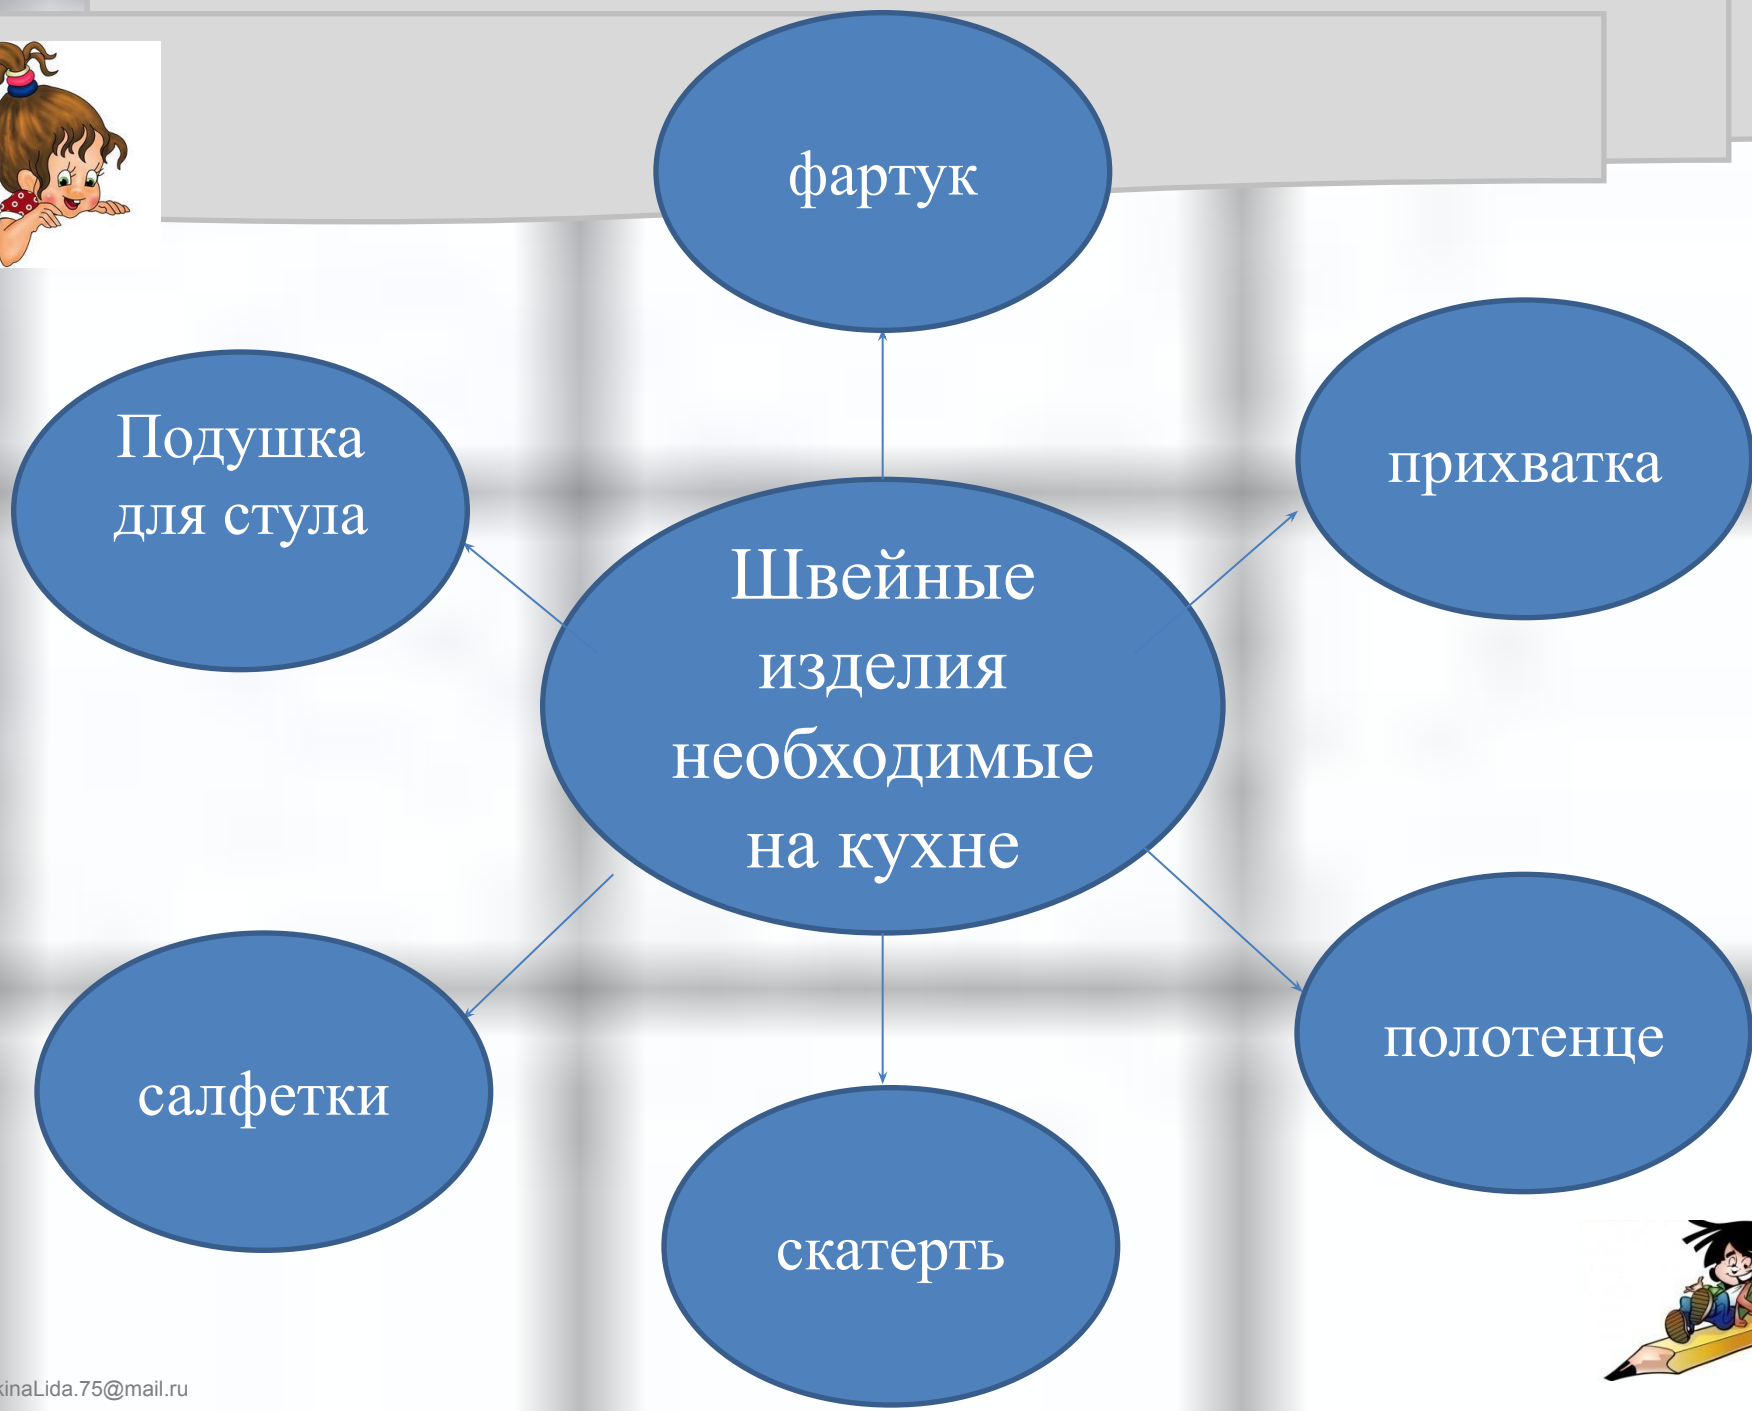 фартук
Подушка
для стула
прихватка
Швейные
изделия
необходимые
на кухне
салфетки
полотенце
скатерть
kinaLida.75@mail.ru